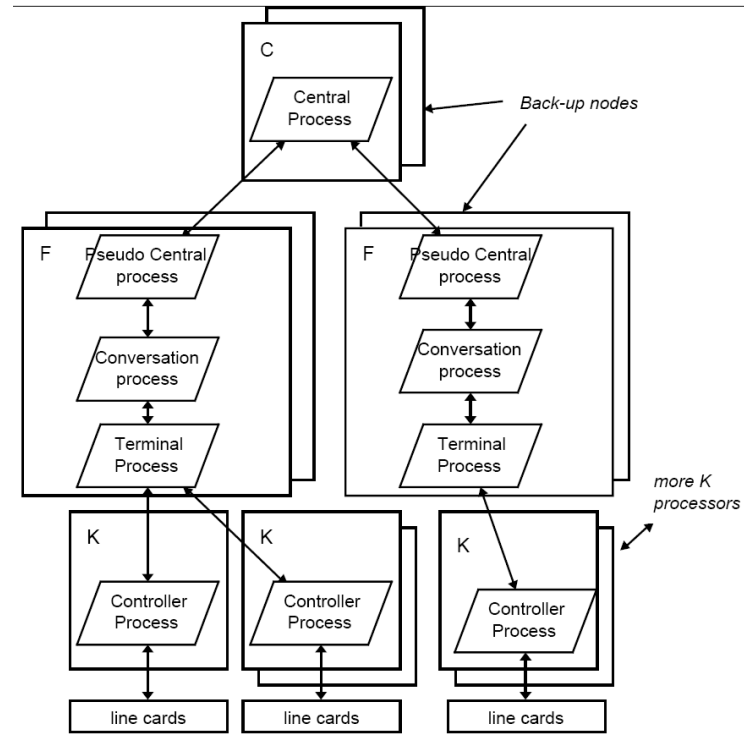 C
Central
Process
Back-up nodes
F
Pseudo Central
process
Conversation
process
Terminal
Process
F
Pseudo Central
process
Conversation
process
Terminal
Process
more K
processors
K
Controller
Process
K
Controller
Process
K
Controller
Process
line cards
line cards
line cards